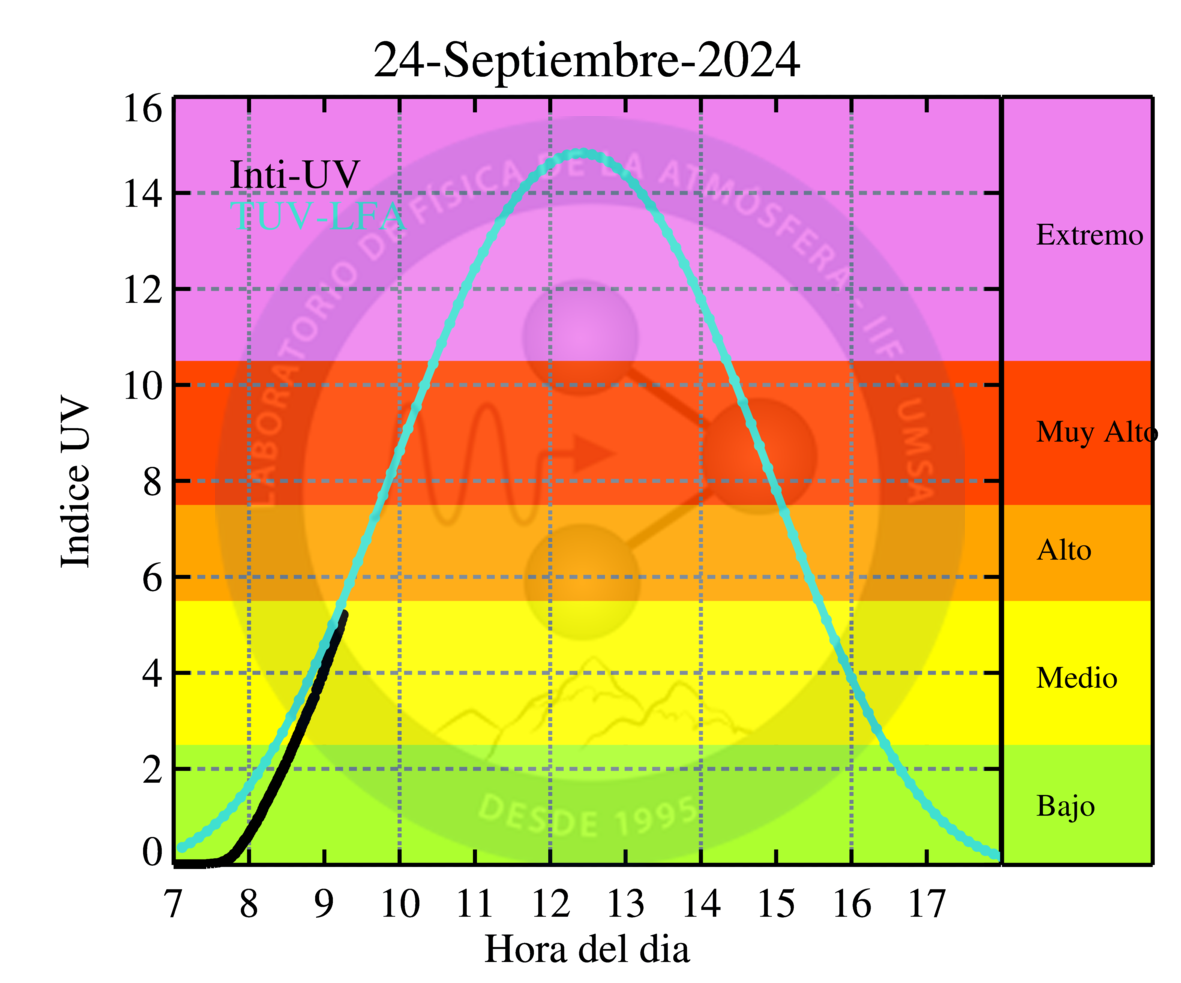 24-Septiembre-2024
16
14
12
10
8
6
4
2
0
Indice UV
Inti-UV
TUV-LFA
LABORATORIO DE FÍSICA DE LA ATMÓSFERA - IIF - UMSA
DESDE 1995
Extremo
Muy Alto
Alto
Medio
Bajo
7 8 9 10 11 12 13 14 15 16 17
Hora del dia